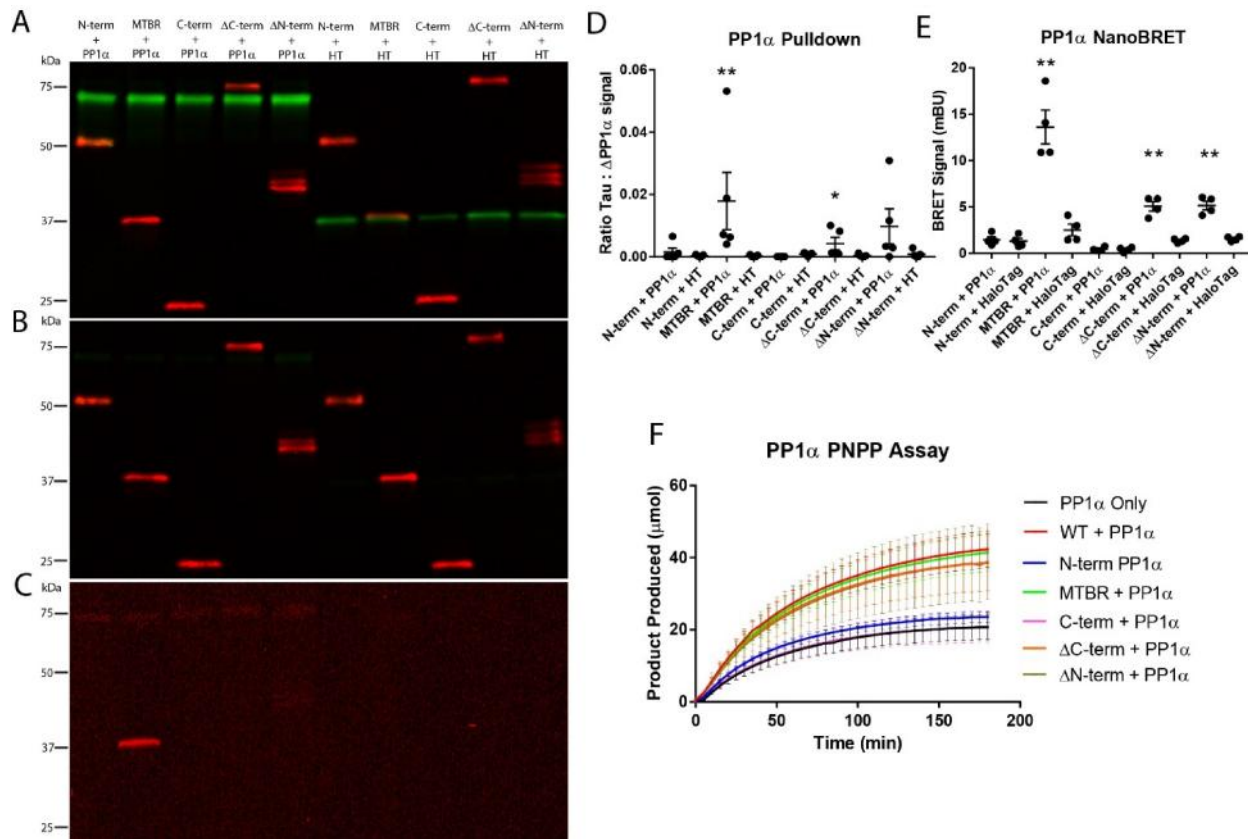 A
N-term + PP1α
MTBR + PP1α
C-term + PP1α
ΔC-term + PP1α
ΔN-term + PP1α
N-term + HT
MTBR + HT
C-term + HT
ΔC-term + HT
ΔN-term + HT
kDa
75
50
37
25
B
kDa
75
50
37
25
C
kDa
75
50
37
25
D
PP1α Pulldown
Ratio Tau : ΔPP1α signal
0.06
0.04
0.02
0.00
**
*
N-term + PP1α
N-term + HT
MTBR + PP1α
MTBR + HT
C-term + PP1α
C-term + HT
ΔC-term + PP1α
ΔC-term + HT
ΔN-term + PP1α
ΔN-term + HT
E
PP1α NanoBRET
BRET Signal (mBU)
20
15
10
5
0
**
**
**
N-term + PP1α
N-term + HaloTag
MTBR + PP1α
MTBR + HaloTag
C-term + PP1α
C-term + HaloTag
ΔC-term + PP1α
ΔC-term + HaloTag
ΔN-term + PP1α
ΔN-term + HaloTag
F
PP1α PNPP Assay
Product Produced (μmol)
60
40
20
0
0 50 100 150 200
Time (min)
PP1α Only
WT + PP1α
N-term PP1α
MTBR + PP1α
C-term + PP1α
ΔC-term + PP1α
ΔN-term + PP1α